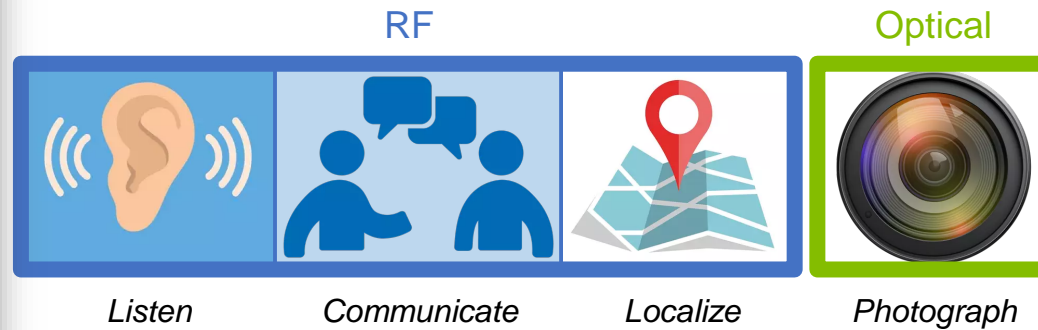 RF
Optical
Listen
Communicate
Localize
Photograph